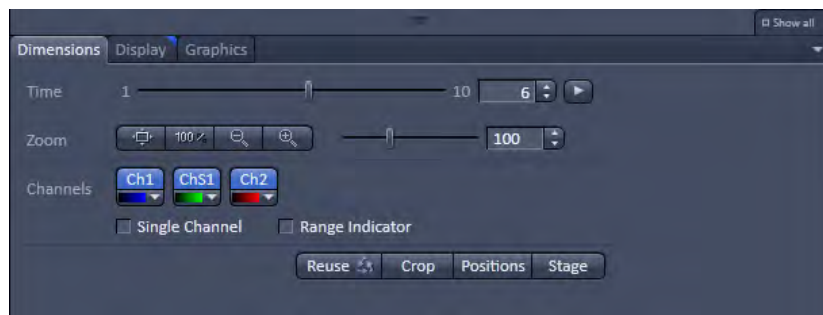 Show all
Dimensions Display Graphics
Time 1 10 6
Zoom 100% 100
Channels Ch1 ChS1 Ch2
Single Channel Range Indicator
Reuse Crop Positions Stage